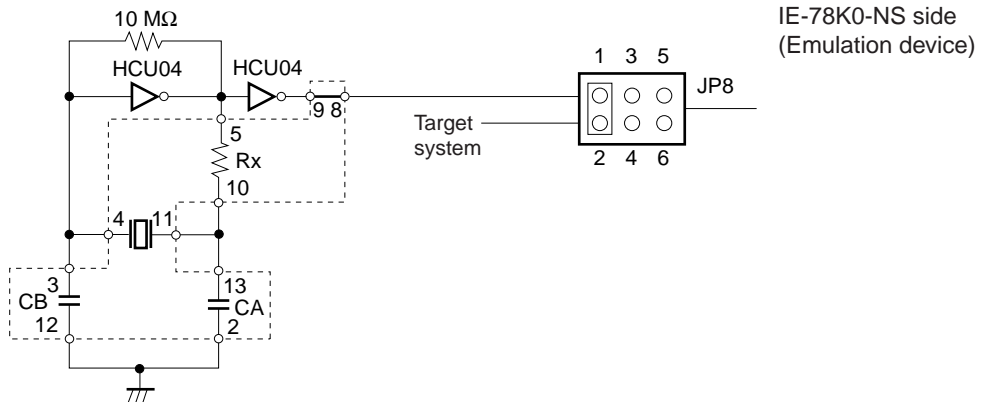 10 MΩ
IE-78K0-NS side
(Emulation device)
HCU04
HCU04
1 3 5
JP8
9 8
Target
system
5
Rx
2 4 6
10
4
11
3
CB
12
13
CA
2